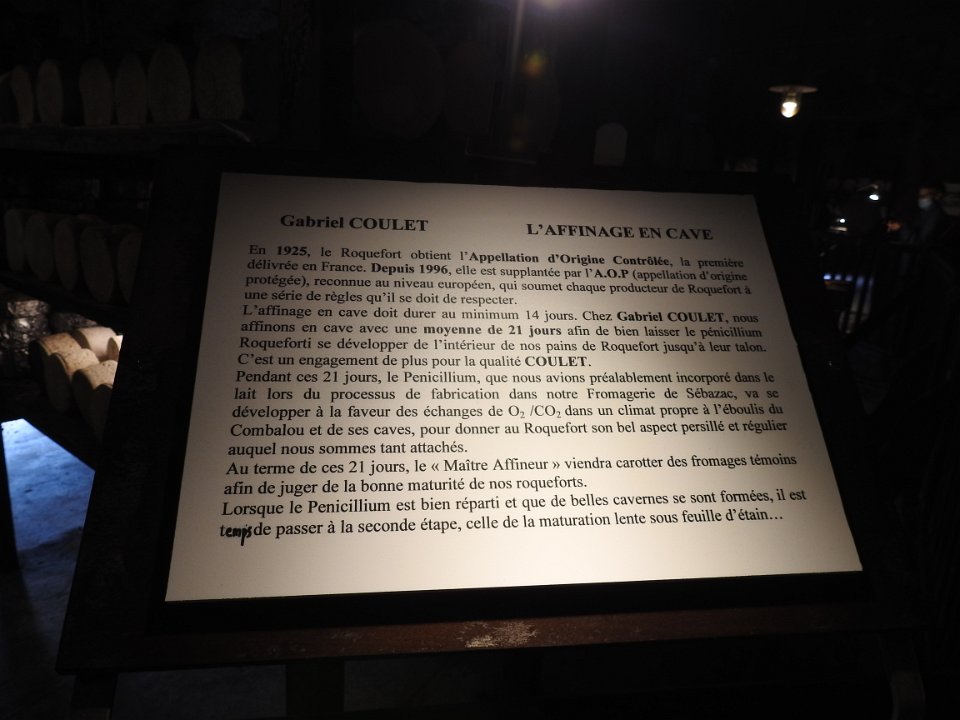 Gabriel COULET L'AFFINAGE EN CAVE
En 1925, le Roquefort obtient l'Appellation d'Origine Contrôlée, la première
délivrée en France. Depuis 1996, elle est supplantée par l'A.O.P (appellation d'origine
protégée), reconnue au niveau européen, qui soumet chaque producteur de Roquefort à
une série de règles qu'il se doit de respecter.
L'affinage en cave doit durer au minimum 14 jours. Chez Gabriel COULET, nous
affinons en cave avec une moyenne de 21 jours afin de bien laisser le pénicillium
Roqueforti se développer de l'intérieur de nos pains de Roquefort jusqu'à leur talon.
C'est un engagement de plus pour la qualité COULET.
Pendant ces 21 jours, le Penicillium, que nous avions préalablement incorporé dans le
lait lors du processus de fabrication dans notre Fromagerie de Sébazac, va se
développer à la faveur des échanges de O₂ /CO₂ dans un climat propre à l'éboulis du
Combalou et de ses caves, pour donner au Roquefort son bel aspect persillé et régulier
auquel nous sommes tant attachés.
Au terme de ces 21 jours, le « Maître Affineur » viendra carotter des fromages témoins
afin de juger de la bonne maturité de nos roqueforts.
Lorsque le Penicillium est bien réparti et que de belles cavernes se sont formées, il est
temps de passer à la seconde étape, celle de la maturation lente sous feuille d'étain…